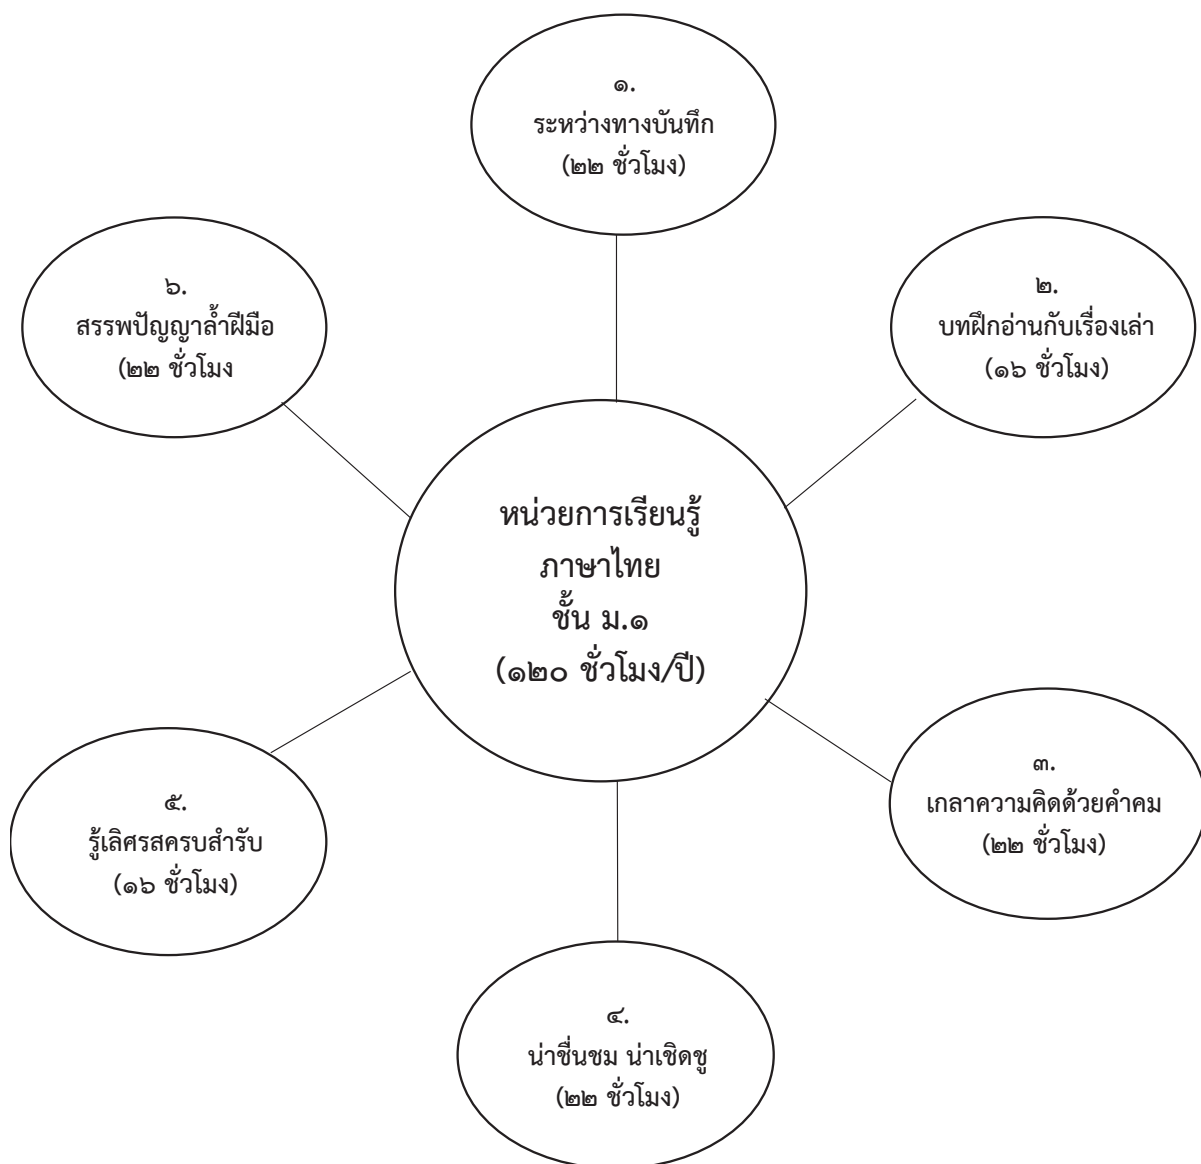 ๑.
ระหว่างทางบันทึก
(๒๒ ชั่วโมง)
๖.
สรรพปัญญาล้ำฝีมือ
(๒๒ ชั่วโมง
๒.
บทฝึกอ่านกับเรื่องเล่า
(๑๖ ชั่วโมง)
หน่วยการเรียนรู้
ภาษาไทย
ชั้น ม.๑
(๑๒๐ ชั่วโมง/ปี)
๓.
เกลาความคิดด้วยคำคม
(๒๒ ชั่วโมง)
๕.
รู้เลิศรสครบสำรับ
(๑๖ ชั่วโมง)
๔.
น่าชื่นชม น่าเชิดชู
(๒๒ ชั่วโมง)